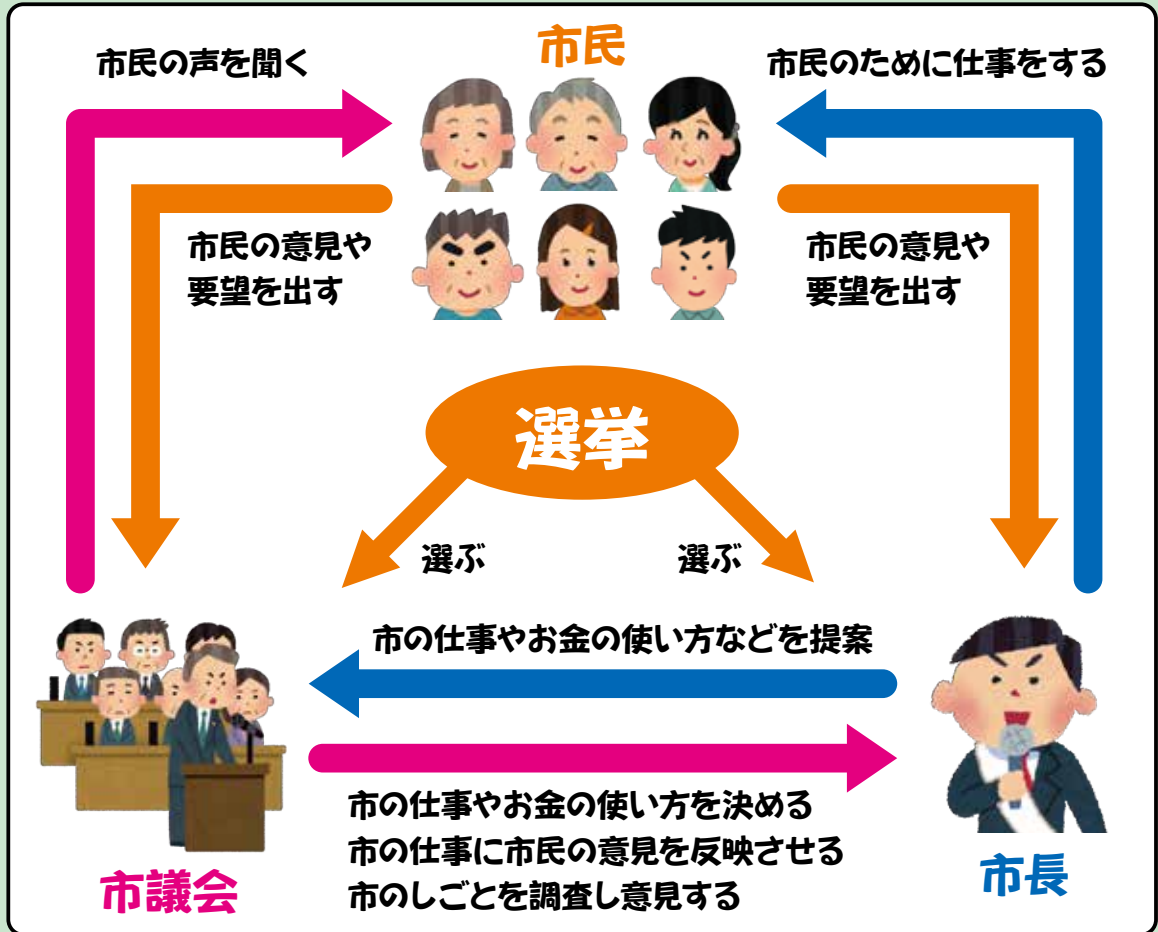 市民
市民の声を聞く
市民のために仕事をする
市民の意見や
要望を出す
市民の意見や
要望を出す
選挙
選ぶ
選ぶ
市の仕事やお金の使い方などを提案
市の仕事やお金の使い方を決める
市の仕事に市民の意見を反映させる
市のしごとを調査し意見する
市議会
市長